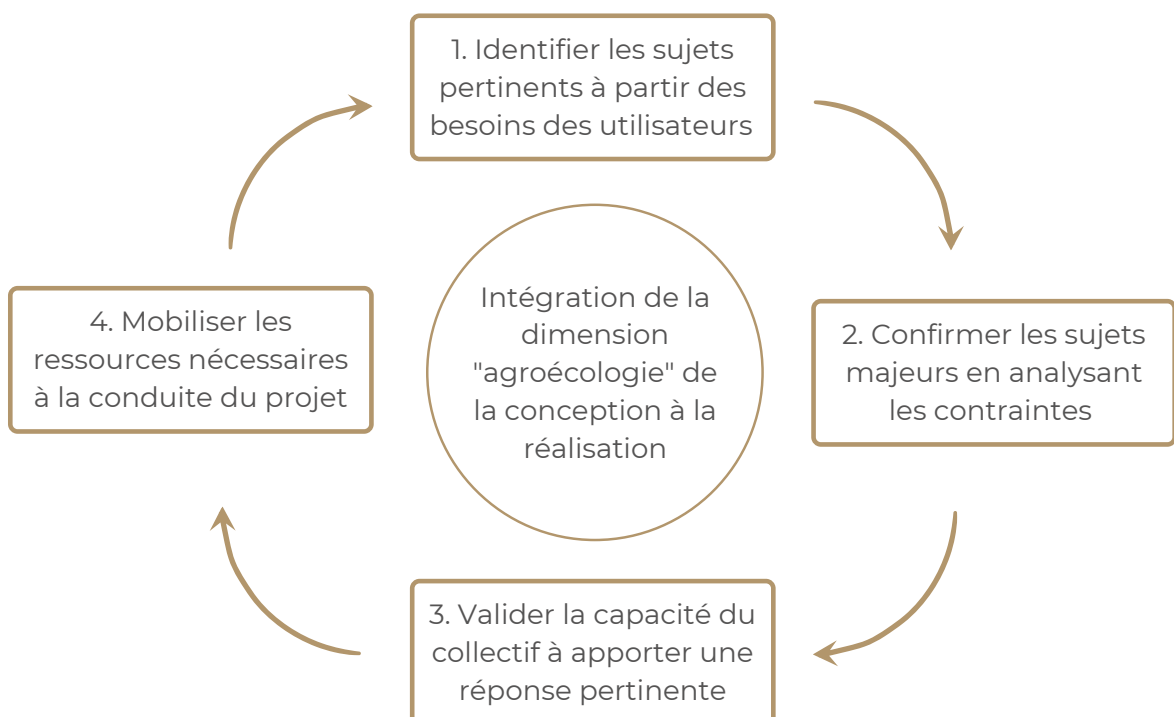 1. Identifier les sujets
pertinents à partir des
besoins des utilisateurs
2. Confirmer les sujets
majeurs en analysant
les contraintes
3. Valider la capacité du
collectif à apporter une
réponse pertinente
4. Mobiliser les
ressources nécessaires
à la conduite du projet
Intégration de la
dimension
"agroécologie" de
la conception à la
réalisation